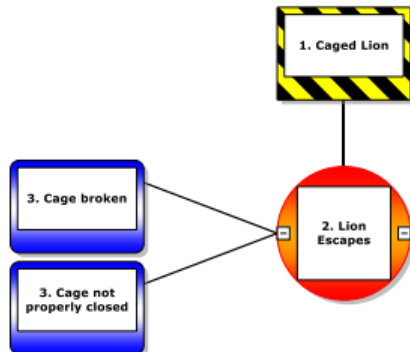 1. Caged Lion
3. Cage broken
2. Lion
Escapes
3. Cage not
properly closed